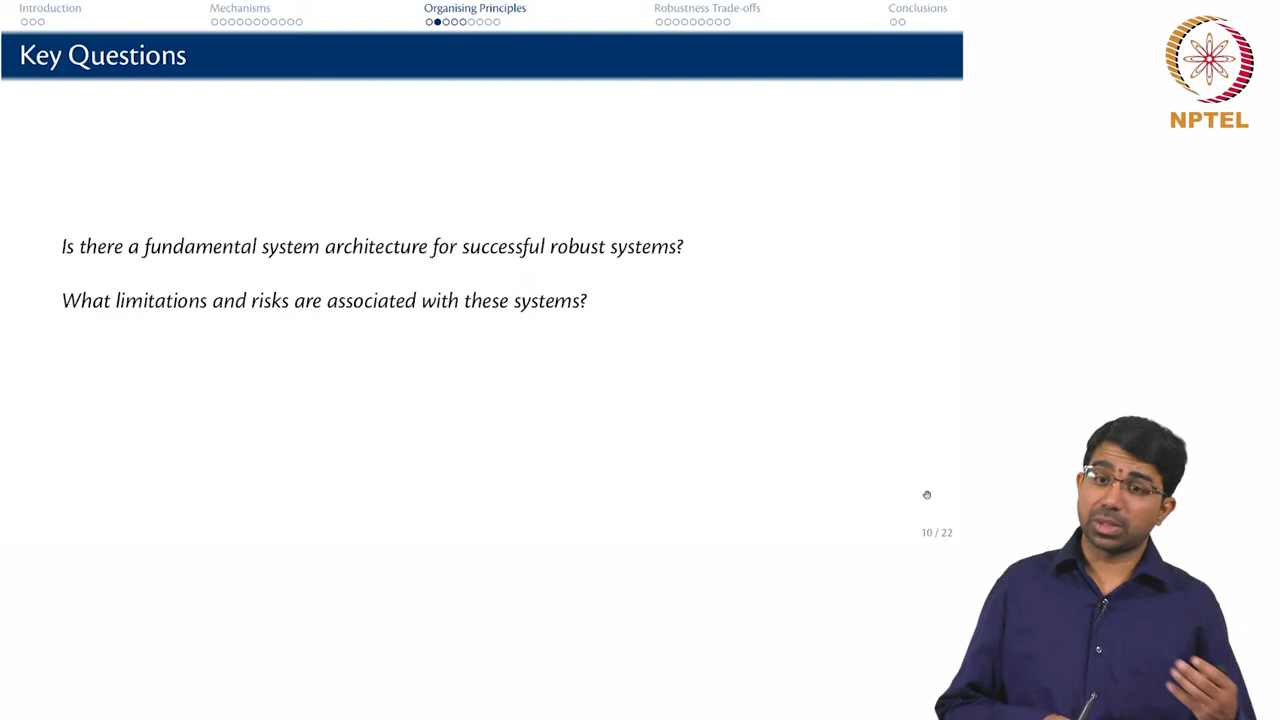 Introduction
Mechanisms
Organising Principles
Robustness Trade-offs
Conclusions
Key Questions
NPTEL
Is there a fundamental system architecture for successful robust systems?
What limitations and risks are associated with these systems?
10 / 22